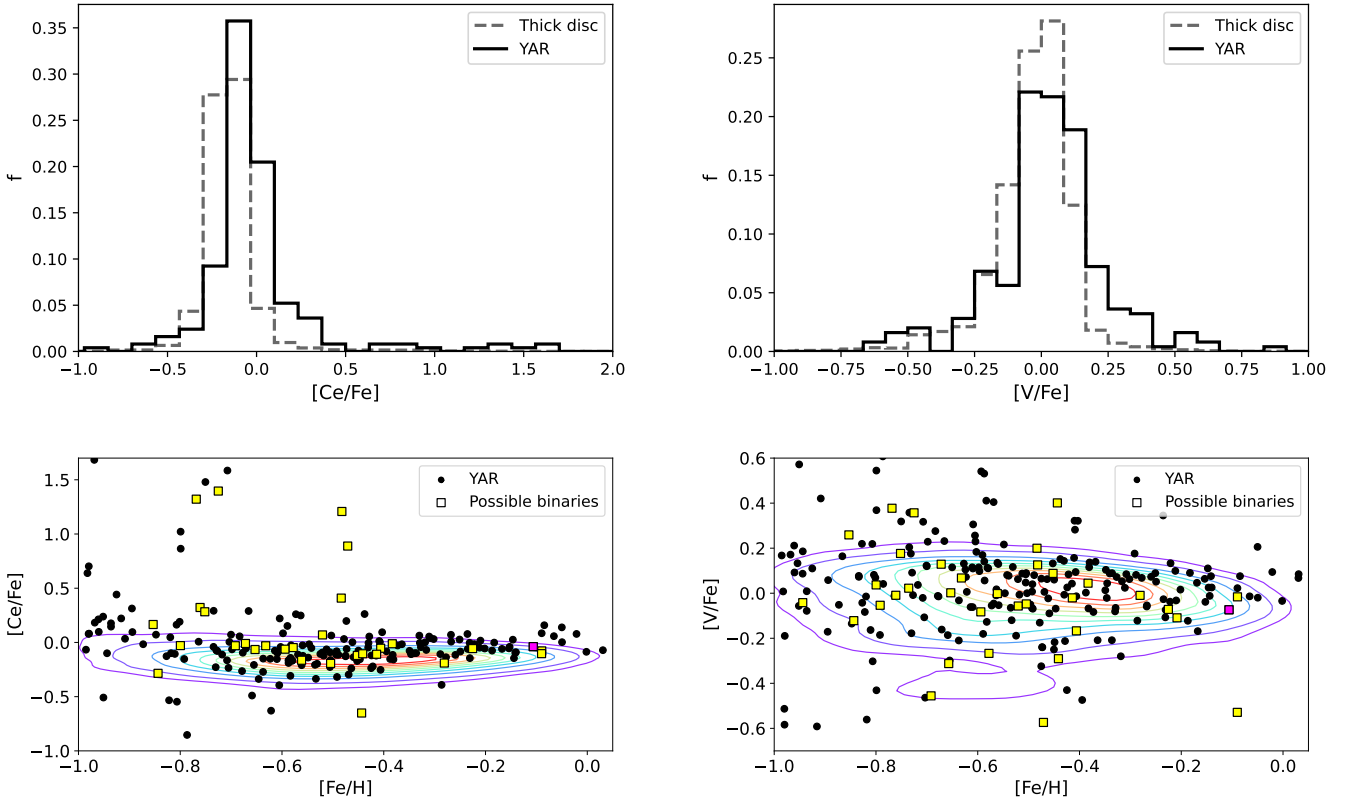 Thick disc
YAR
f
0.35
0.30
0.25
0.20
0.15
0.10
0.05
0.00
−1.0 −0.5 0.0 0.5 1.0 1.5 2.0
[Ce/Fe]
Thick disc
YAR
f
0.25
0.20
0.15
0.10
0.05
0.00
−1.00 −0.75 −0.50 −0.25 0.00 0.25 0.50 0.75 1.00
[V/Fe]
YAR
Possible binaries
[Ce/Fe]
1.5
1.0
0.5
0.0
−0.5
−1.0
−1.0 −0.8 −0.6 −0.4 −0.2 0.0
[Fe/H]
YAR
Possible binaries
[V/Fe]
0.6
0.4
0.2
0.0
−0.2
−0.4
−0.6
−1.0 −0.8 −0.6 −0.4 −0.2 0.0
[Fe/H]